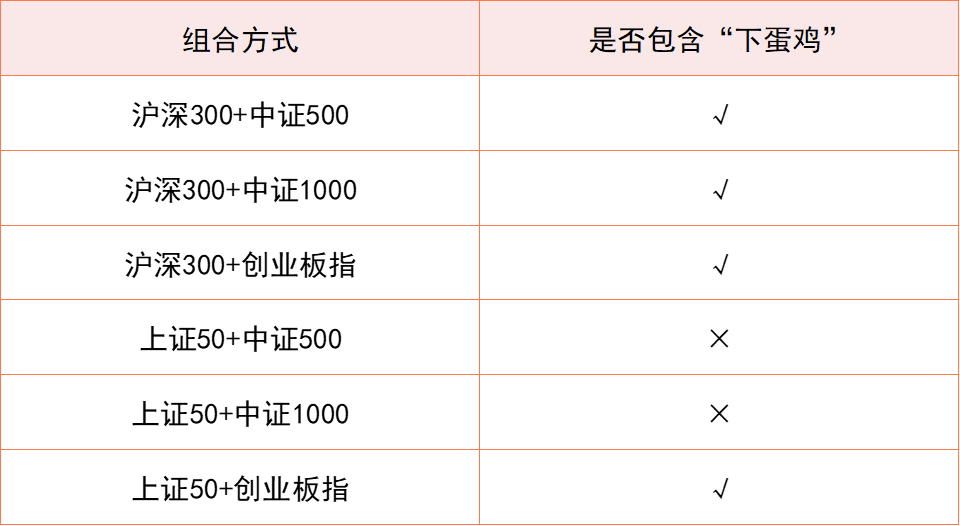 组合方式 是否包含“下蛋鸡”
沪深300+中证500 √
沪深300+中证1000 √
沪深300+创业板指 √
上证50+中证500 ×
上证50+中证1000 ×
上证50+创业板指 √